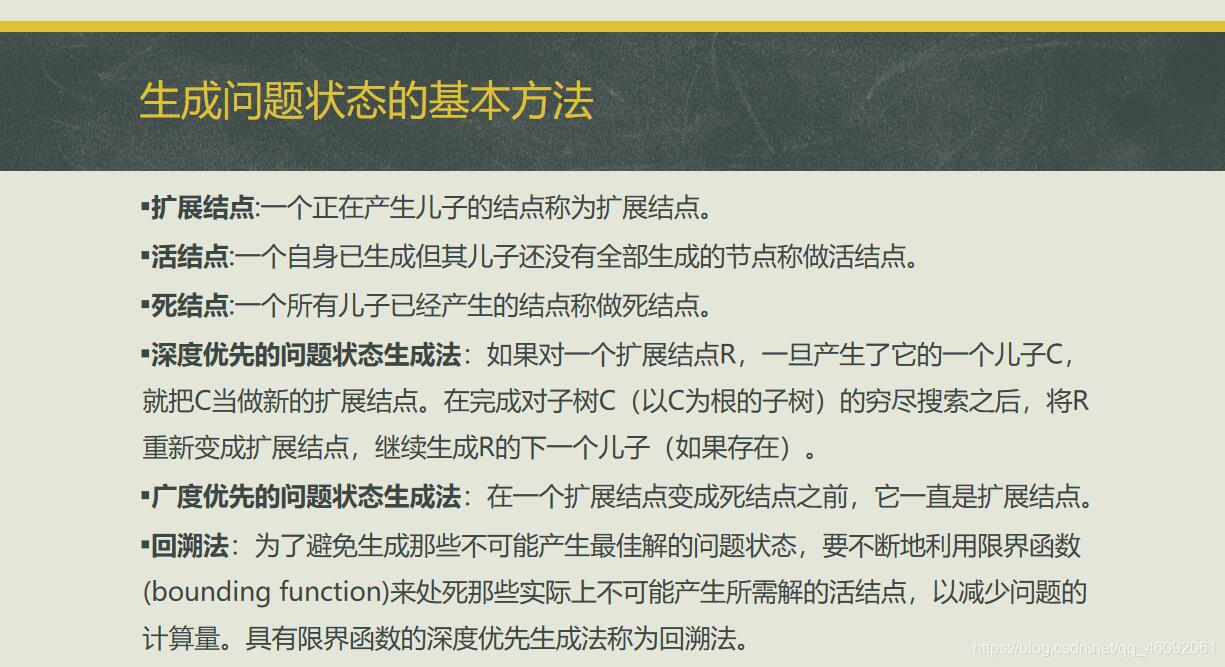 生成问题状态的基本方法
▪扩展结点:一个正在产生儿子的结点称为扩展结点。
▪活结点:一个自身已生成但其儿子还没有全部生成的节点称做活结点。
▪死结点:一个所有儿子已经产生的结点称做死结点。
▪深度优先的问题状态生成法：如果对一个扩展结点R，一旦产生了它的一个儿子C，
就把C当做新的扩展结点。在完成对子树C（以C为根的子树）的穷尽搜索之后，将R
重新变成扩展结点，继续生成R的下一个儿子（如果存在）。
▪广度优先的问题状态生成法：在一个扩展结点变成死结点之前，它一直是扩展结点。
▪回溯法：为了避免生成那些不可能产生最佳解的问题状态，要不断地利用限界函数
(bounding function)来处死那些实际上不可能产生所需解的活结点，以减少问题的
计算量。具有限界函数的深度优先生成法称为回溯法。
https://blog.csdn.net/qq_46092061